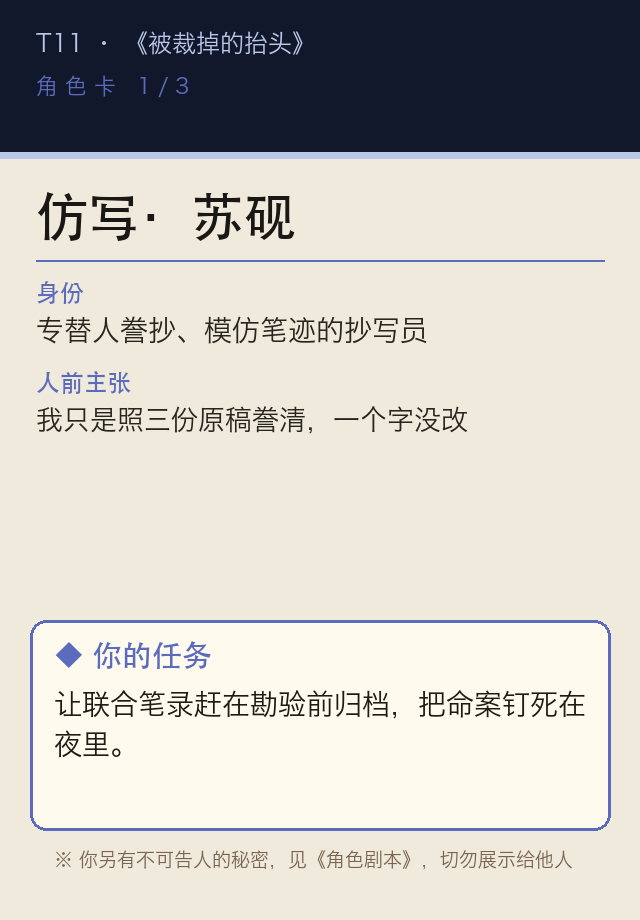 T11 · 《被裁掉的抬头》
角色卡 1/3
仿写· 苏砚
身份
专替人誊抄、模仿笔迹的抄写员
人前主张
我只是照三份原稿誊清，一个字没改
◆ 你的任务
让联合笔录赶在勘验前归档，把命案钉死在
夜里。
※ 你另有不可告人的秘密，见《角色剧本》，切勿展示给他人